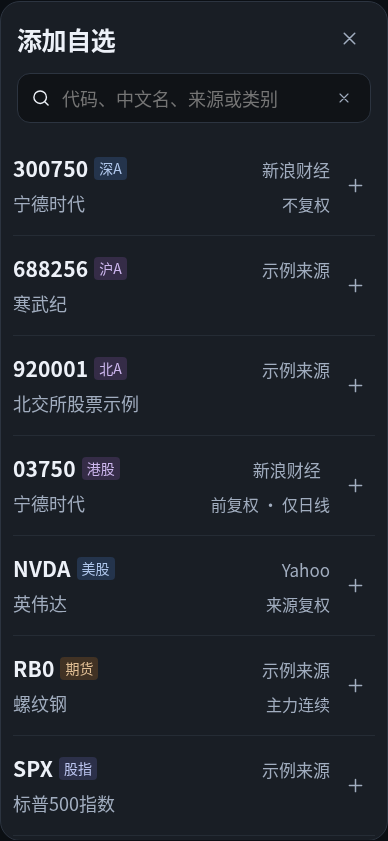 添加自选
代码、中文名、来源或类别
300750 深A 新浪财经
宁德时代 不复权
688256 沪A 示例来源
寒武纪
920001 北A 示例来源
北交所股票示例
03750 港股 新浪财经
宁德时代 前复权 · 仅日线
NVDA 美股 Yahoo
英伟达 来源复权
RB0 期货 示例来源
螺纹钢 主力连续
SPX 股指 示例来源
标普500指数